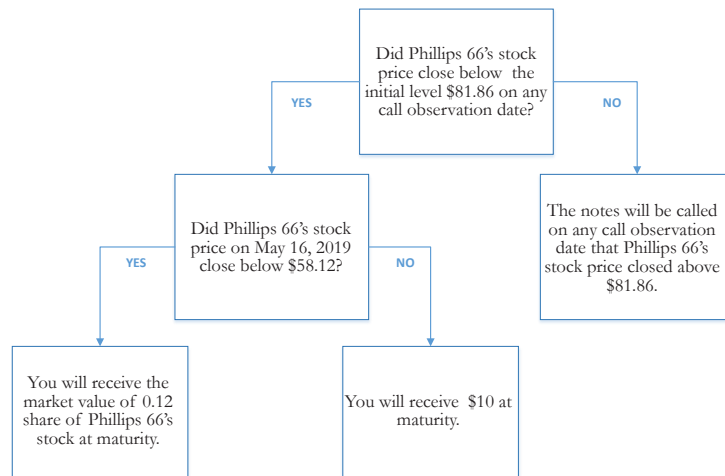 Did Phillips 66's stock
price close below the
initial level $81.86 on any
call observation date?
YES
NO
Did Phillips 66's stock
price on May 16, 2019
close below $58.12?
The notes will be called
on any call observation
date that Phillips 66's
stock price closed above
$81.86.
YES
NO
You will receive the
market value of 0.12
share of Phillips 66's
stock at maturity.
You will receive $10 at
maturity.